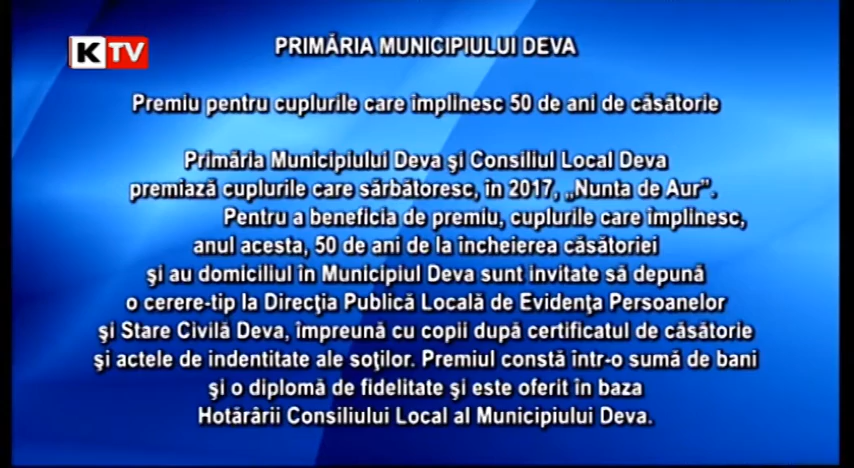 K TV
PRIMĂRIA MUNICIPIULUI DEVA
Premiu pentru cuplurile care împlinesc 50 de ani de căsătorie
Primăria Municipiului Deva şi Consiliul Local Deva
premiază cuplurile care sărbătoresc, în 2017, „Nunta de Aur”.
Pentru a beneficia de premiu, cuplurile care împlinesc,
anul acesta, 50 de ani de la încheierea căsătoriei
şi au domiciliul în Municipiul Deva sunt invitate să depună
o cerere-tip la Direcţia Publică Locală de Evidenţa Persoanelor
şi Stare Civilă Deva, împreună cu copii după certificatul de căsătorie
şi actele de indentitate ale soţilor. Premiul constă într-o sumă de bani
şi o diplomă de fidelitate şi este oferit în baza
Hotărârii Consiliului Local al Municipiului Deva.